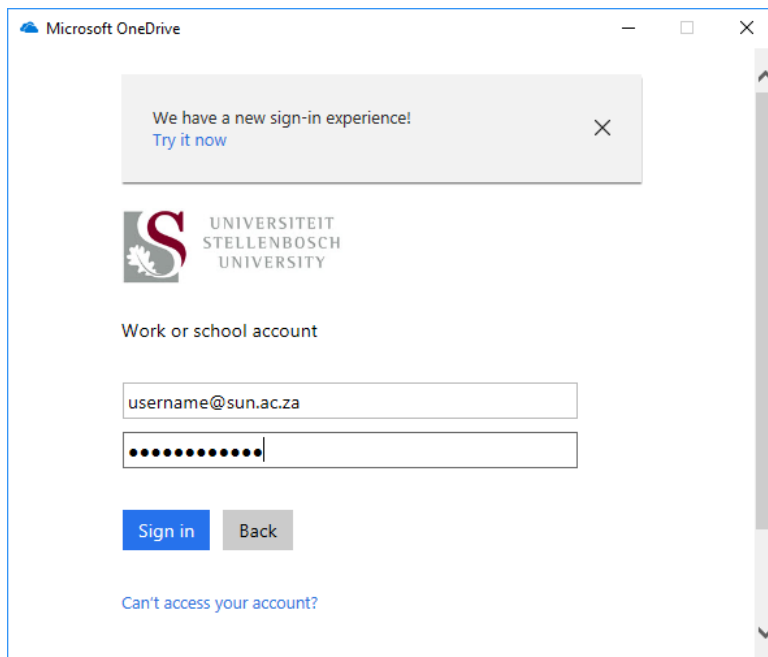 Microsoft OneDrive
We have a new sign-in experience!
Try it now
UNIVERSITEIT
STELLENBOSCH
UNIVERSITY
Work or school account
username@sun.ac.za
••••••••••••
Sign in
Back
Can't access your account?